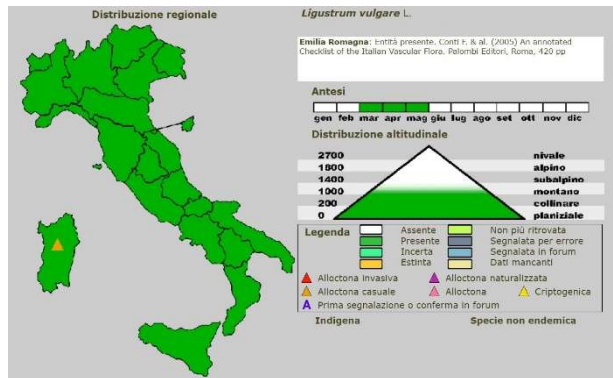 Distribuzione regionale
Ligustrum vulgare L.
Emilia Romagna: Entità presente. Conti F. & al. (2005) An annotated
Checklist of the Italian Vascular Flora. Palombi Editori, Roma, 420 pp
Antesi
gen feb mar apr mag giu lug ago set ott nov dic
Distribuzione altitudinale
2700 nivale
1800 alpino
1400 subalpino
1000 montano
200 collinare
0 planiziale
Legenda
Assente Non più ritrovata
Presente Segnalata per errore
Incerta Segnalata in forum
Estinta Dati mancanti
Alloctona invasiva Alloctona naturalizzata
Alloctona casuale Alloctona Criptogenica
A Prima segnalazione o conferma in forum
Indigena Specie non endemica